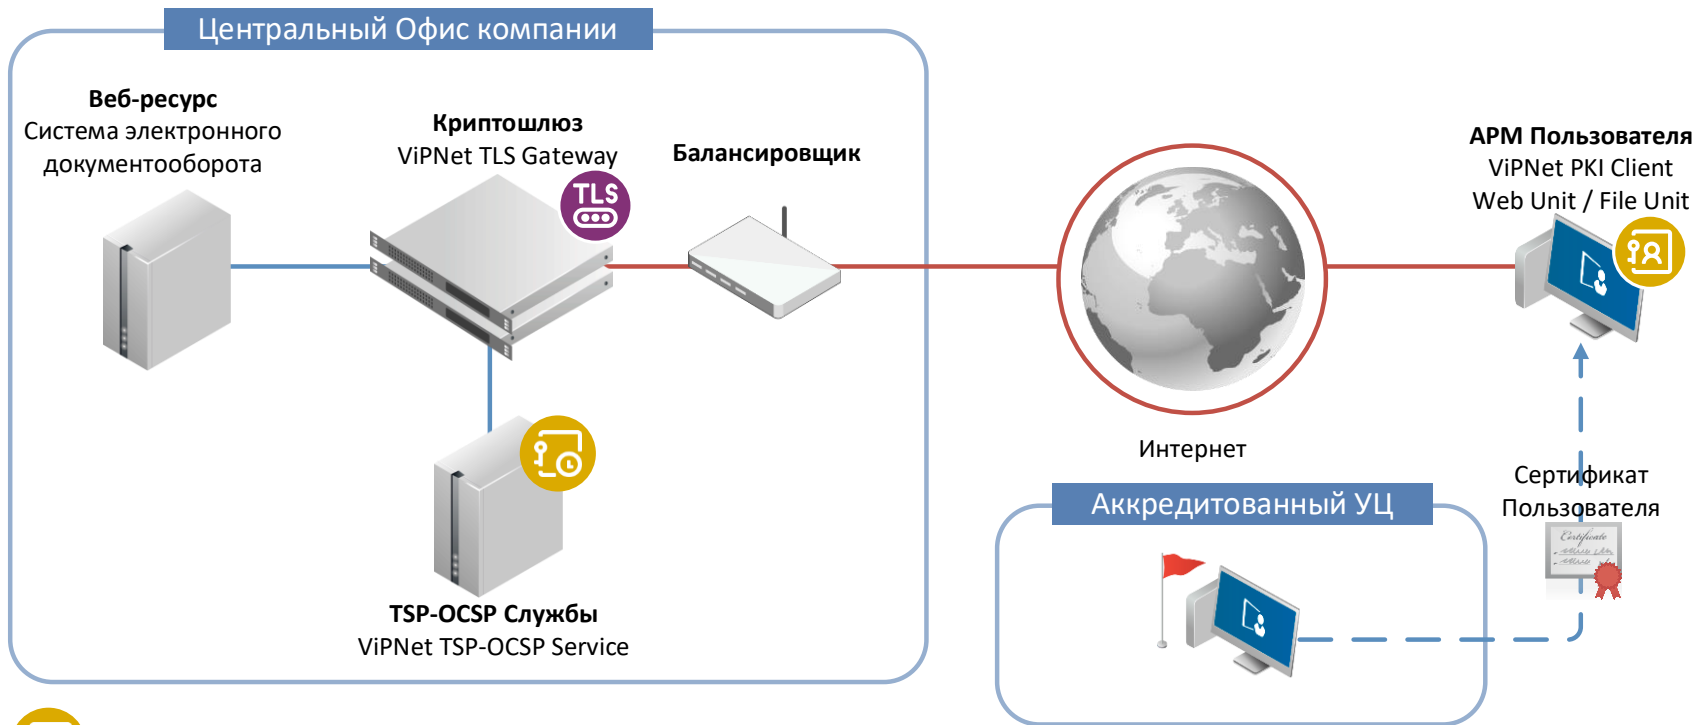 Центральный Офис компании
Веб-ресурс
Система электронного
документооборота
Криптошлюз
ViPNet TLS Gateway
TLS
Балансировщик
АРМ Пользователя
ViPNet PKI Client
Web Unit / File Unit
Интернет
TSP-OCSP Службы
ViPNet TSP-OCSP Service
Аккредитованный УЦ
Сертификат
Пользователя
Certificate